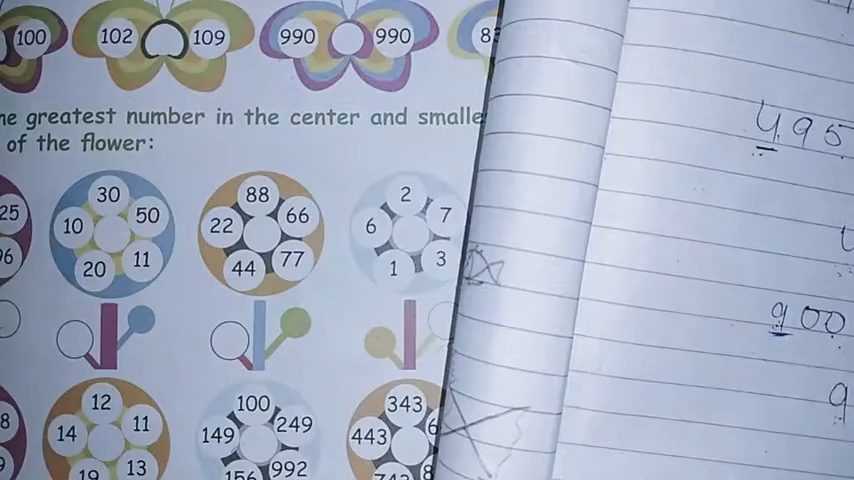 100 102 109 990 990
greatest number in the center and
of the flower:
25 30 50 11 20 10
88 66 77 44 22
2 7 3 1 6
12 11 13 14
100 249 992 156 149
343 443
495
900
9